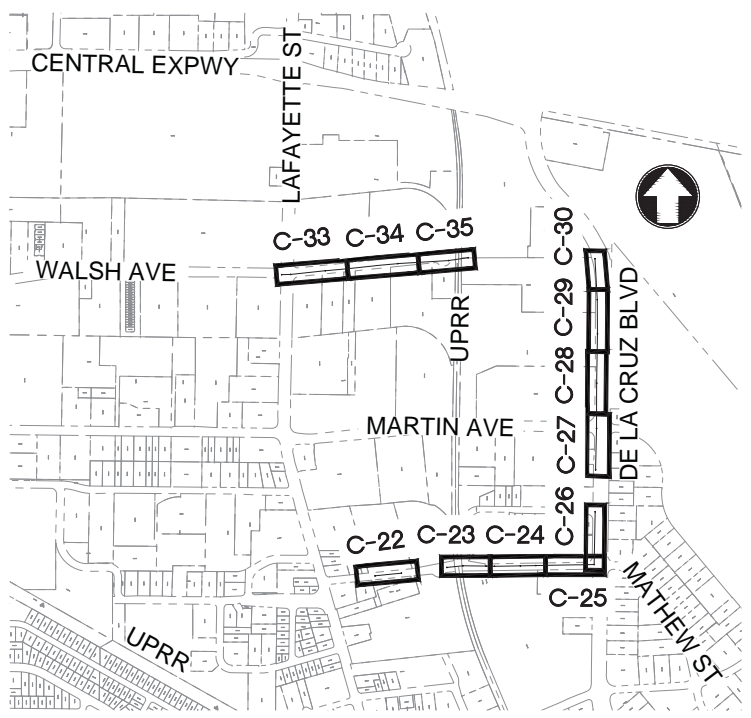 CENTRAL EXPWY
LAFAYETTE ST
C-33
C-34
C-35
C-30
WALSH AVE
C-29
DE LA CRUZ BLVD
UPRR
C-28
MARTIN AVE
C-27
C-26
C-22
C-23
C-24
C-25
MATHEW ST
UPRR